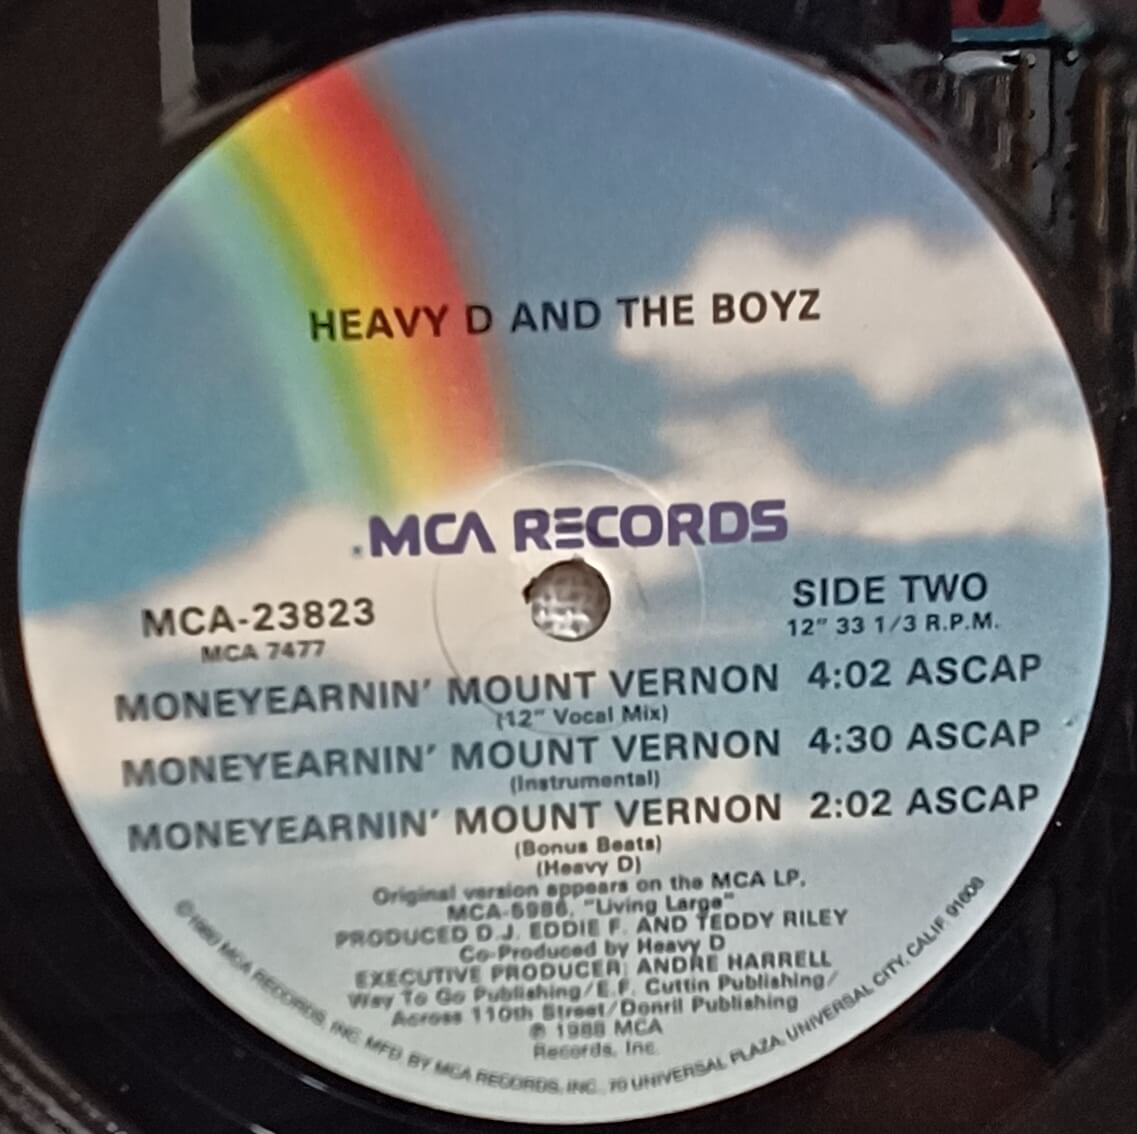 HEAVY D AND THE BOYZ
MCA RECORDS
MCA-23823
MCA 7477
SIDE TWO
12" 33 1/3 R.P.M.
MONEYEARNIN' MOUNT VERNON 4:02 ASCAP
(12" Vocal Mix)
MONEYEARNIN' MOUNT VERNON 4:30 ASCAP
(Instrumental)
MONEYEARNIN' MOUNT VERNON 2:02 ASCAP
(Bonus Beats)
(Heavy D)
Original version appears on the MCA LP,
MCA-5986, "Living Large"
PRODUCED D.J. EDDIE F. AND TEDDY RILEY
Co-Produced by Heavy D
EXECUTIVE PRODUCER: ANDRE HARRELL
Way To Go Publishing/E.F. Cuttin Publishing/
Across 110th Street/Donril Publishing
℗ 1988 MCA
Records, Inc.
MCA RECORDS, INC. MFD. BY MCA RECORDS, INC., 70 UNIVERSAL PLAZA, UNIVERSAL CITY, CALIF. 91608